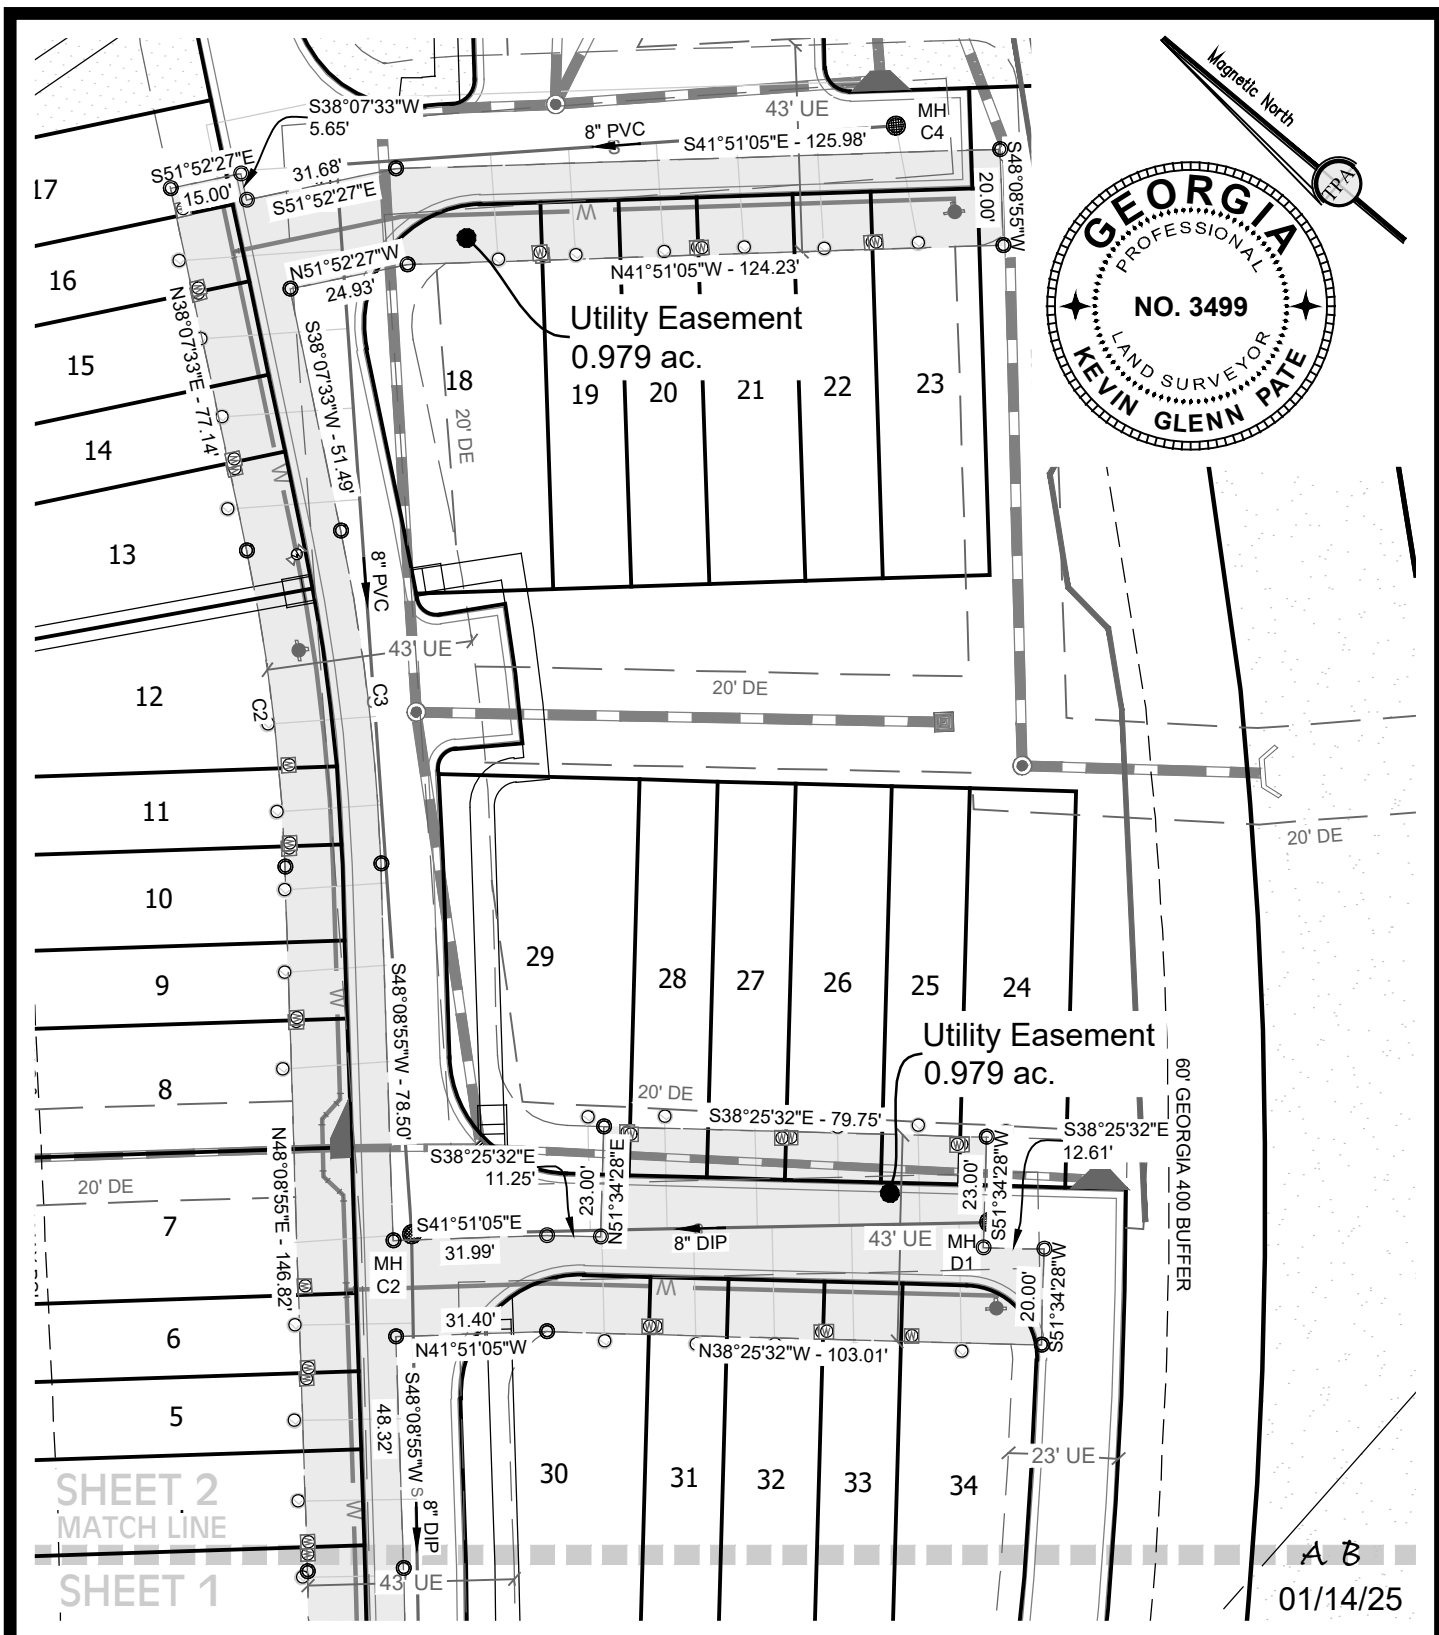 S38°07'33"W
5.65'
43' UE
MH
C4
8" PVC
S
S41°51'05"E - 125.98'
S51°52'27"E
15.00'
31.68'
S51°52'27"E
S48°08'55"W
20.00'
Magnetic North
TPA
GEORGIA
PROFESSIONAL
NO. 3499
LAND SURVEYOR
KEVIN GLENN PATE
17
16
15
14
13
N38°07'33"E - 77.14'
N51°52'27"W
24.93'
S38°07'33"W - 51.49'
W
N41°51'05"W - 124.23'
Utility Easement
0.979 ac.
18
19
20
21
22
23
20' DE
W
8" PVC
43' UE
20' DE
12
C2
C3
11
10
9
8
7
6
5
20' DE
29
28
27
26
25
24
W
S48°08'55"W - 78.50'
Utility Easement
0.979 ac.
20' DE
S38°25'32"E - 79.75'
S38°25'32"E
12.61'
60' GEORGIA 400 BUFFER
S38°25'32"E
11.25'
23.00'
N51°34'28"E
23.00'
S51°34'28"W
20' DE
N48°08'55"E - 146.82'
S41°51'05"E
31.99'
8" DIP
43' UE
MH
D1
MH
C2
20.00'
S51°34'28"W
W
31.40'
N41°51'05"W
N38°25'32"W - 103.01'
48.32'
S48°08'55"W
S
8" DIP
W
30
31
32
33
34
23' UE
SHEET 2
MATCH LINE
SHEET 1
43' UE
A B
01/14/25